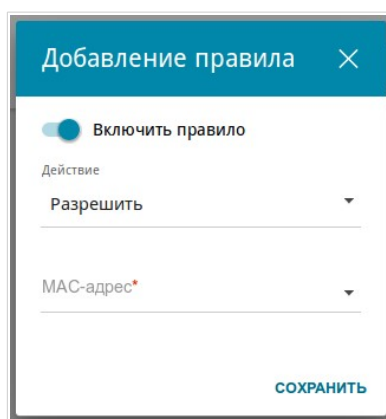 Добавление правила
Включить правило
Действие
Разрешить
MAC-адрес*
СОХРАНИТЬ